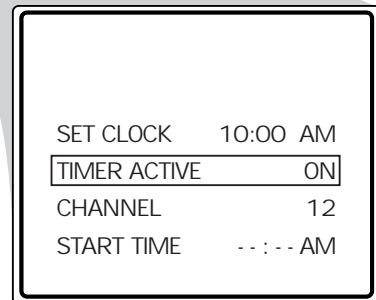 SET CLOCK 10:00 AM
TIMER ACTIVE ON
CHANNEL 12
START TIME --:-- AM